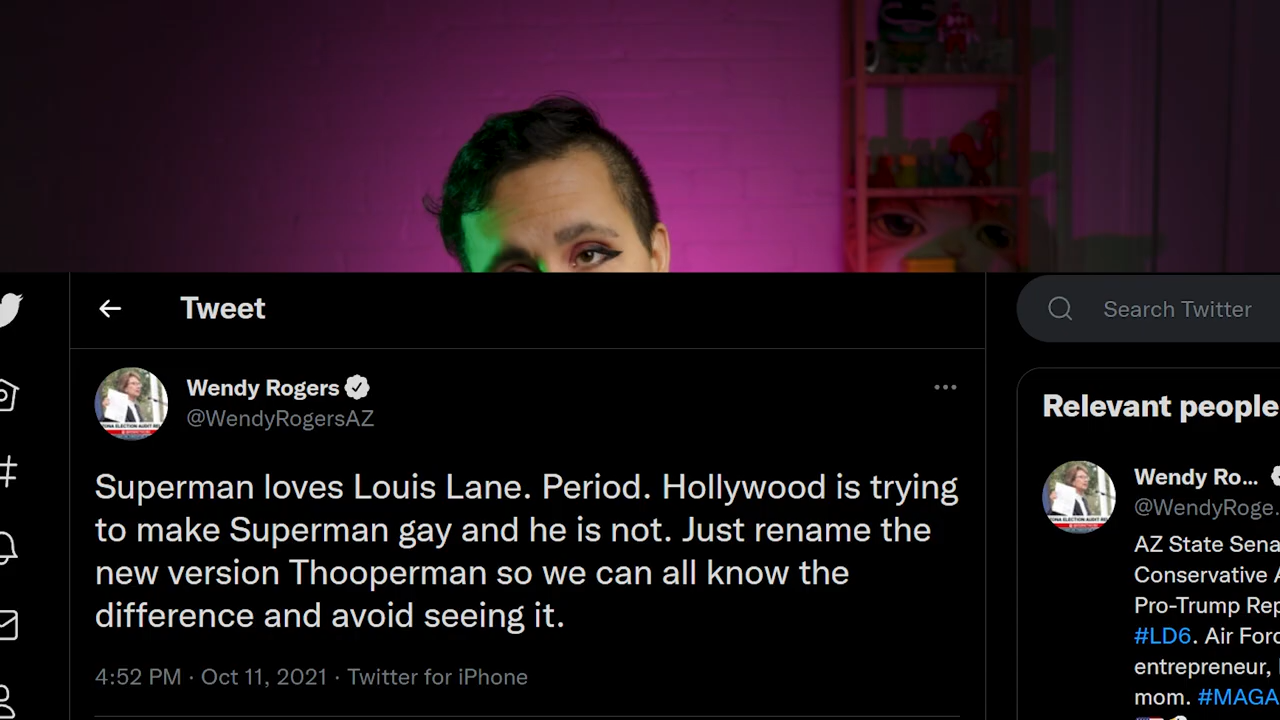 Tweet
Search Twitter
Wendy Rogers
@WendyRogersAZ
Superman loves Louis Lane. Period. Hollywood is trying
to make Superman gay and he is not. Just rename the
new version Thooperman so we can all know the
difference and avoid seeing it.
4:52 PM · Oct 11, 2021 · Twitter for iPhone
Relevant people
Wendy Ro...
@WendyRoge.
AZ State Sena
Conservative A
Pro-Trump Rep
#LD6. Air Forc
entrepreneur,
mom. #MAGA